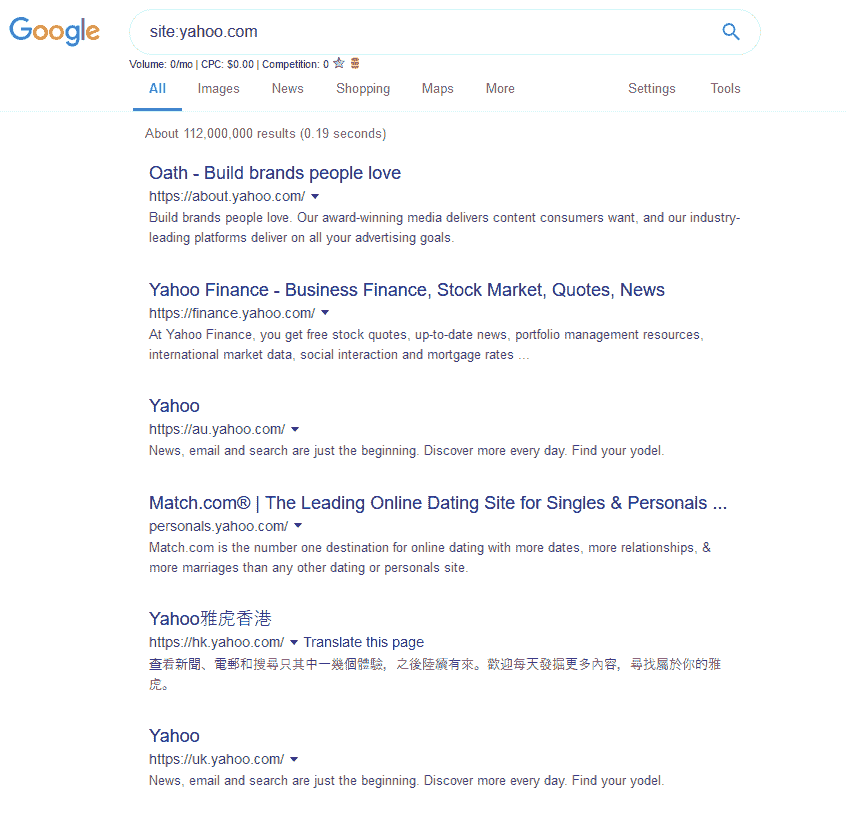 Google
site:yahoo.com
Volume: 0/mo | CPC: $0.00 | Competition: 0
All Images News Shopping Maps More Settings Tools
About 112,000,000 results (0.19 seconds)
Oath - Build brands people love
https://about.yahoo.com/
Build brands people love. Our award-winning media delivers content consumers want, and our industry-
leading platforms deliver on all your advertising goals.
Yahoo Finance - Business Finance, Stock Market, Quotes, News
https://finance.yahoo.com/
At Yahoo Finance, you get free stock quotes, up-to-date news, portfolio management resources,
international market data, social interaction and mortgage rates ...
Yahoo
https://au.yahoo.com/
News, email and search are just the beginning. Discover more every day. Find your yodel.
Match.com® | The Leading Online Dating Site for Singles & Personals ...
personals.yahoo.com/
Match.com is the number one destination for online dating with more dates, more relationships, &
more marriages than any other dating or personals site.
Yahoo雅虎香港
https://hk.yahoo.com/ Translate this page
查看新聞、電郵和搜尋只其中一幾個體驗，之後陸續有來。歡迎每天發掘更多內容，尋找屬於你的雅
虎。
Yahoo
https://uk.yahoo.com/
News, email and search are just the beginning. Discover more every day. Find your yodel.